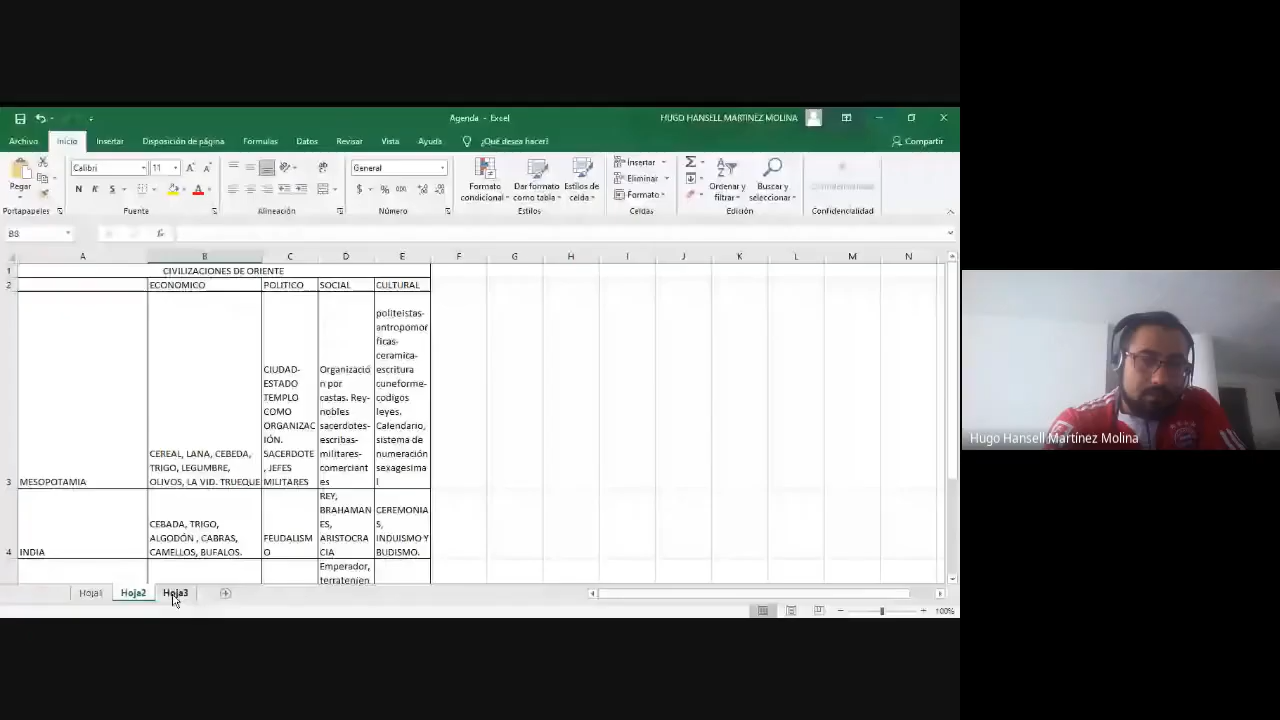 Agenda - Excel
HUGO HANSELL MARTINEZ MOLINA
Archivo Inicio Insertar Disposición de página Fórmulas Datos Revisar Vista Ayuda ¿Qué desea hacer? Compartir
Calibri 11 General
Pegar
N K S
$ % 000
Formato condicional
Dar formato como tabla
Estilos de celda
Insertar
Eliminar
Formato
Ordenar y filtrar
Buscar y seleccionar
Confidencialidad
Portapapeles Fuente Alineación Número Estilos Celdas Edición Confidencialidad
B8 fx
A B C D E F G H I J K L M N
1 CIVILIZACIONES DE ORIENTE
2 ECONOMICO POLITICO SOCIAL CULTURAL
3 MESOPOTAMIA
CEREAL, LANA, CEBEDA,
TRIGO, LEGUMBRE,
OLIVOS, LA VID. TRUEQUE
CIUDAD-
ESTADO
TEMPLO
COMO
ORGANIZAC
IÓN.
SACERDOTE
, JEFES
MILITARES
Organizació
n por
castas. Rey-
nobles
sacerdotes-
escribas-
militares-
comerciant
es
politeistas-
antropomor
ficas-
ceramica-
escritura
cuneforme-
codigos
leyes.
Calendario,
sistema de
numeración
sexagesima
l
4 INDIA
CEBADA, TRIGO,
ALGODÓN , CABRAS,
CAMELLOS, BUFALOS.
FEUDALISM
O
REY,
BRAHAMAN
ES,
ARISTOCRA
CIA
CEREMONIA
S,
INDUISMO Y
BUDISMO.
Emperador,
terratenien
Hoja1 Hoja2 Hoja3
100%
Hugo Hansell Martínez Molina